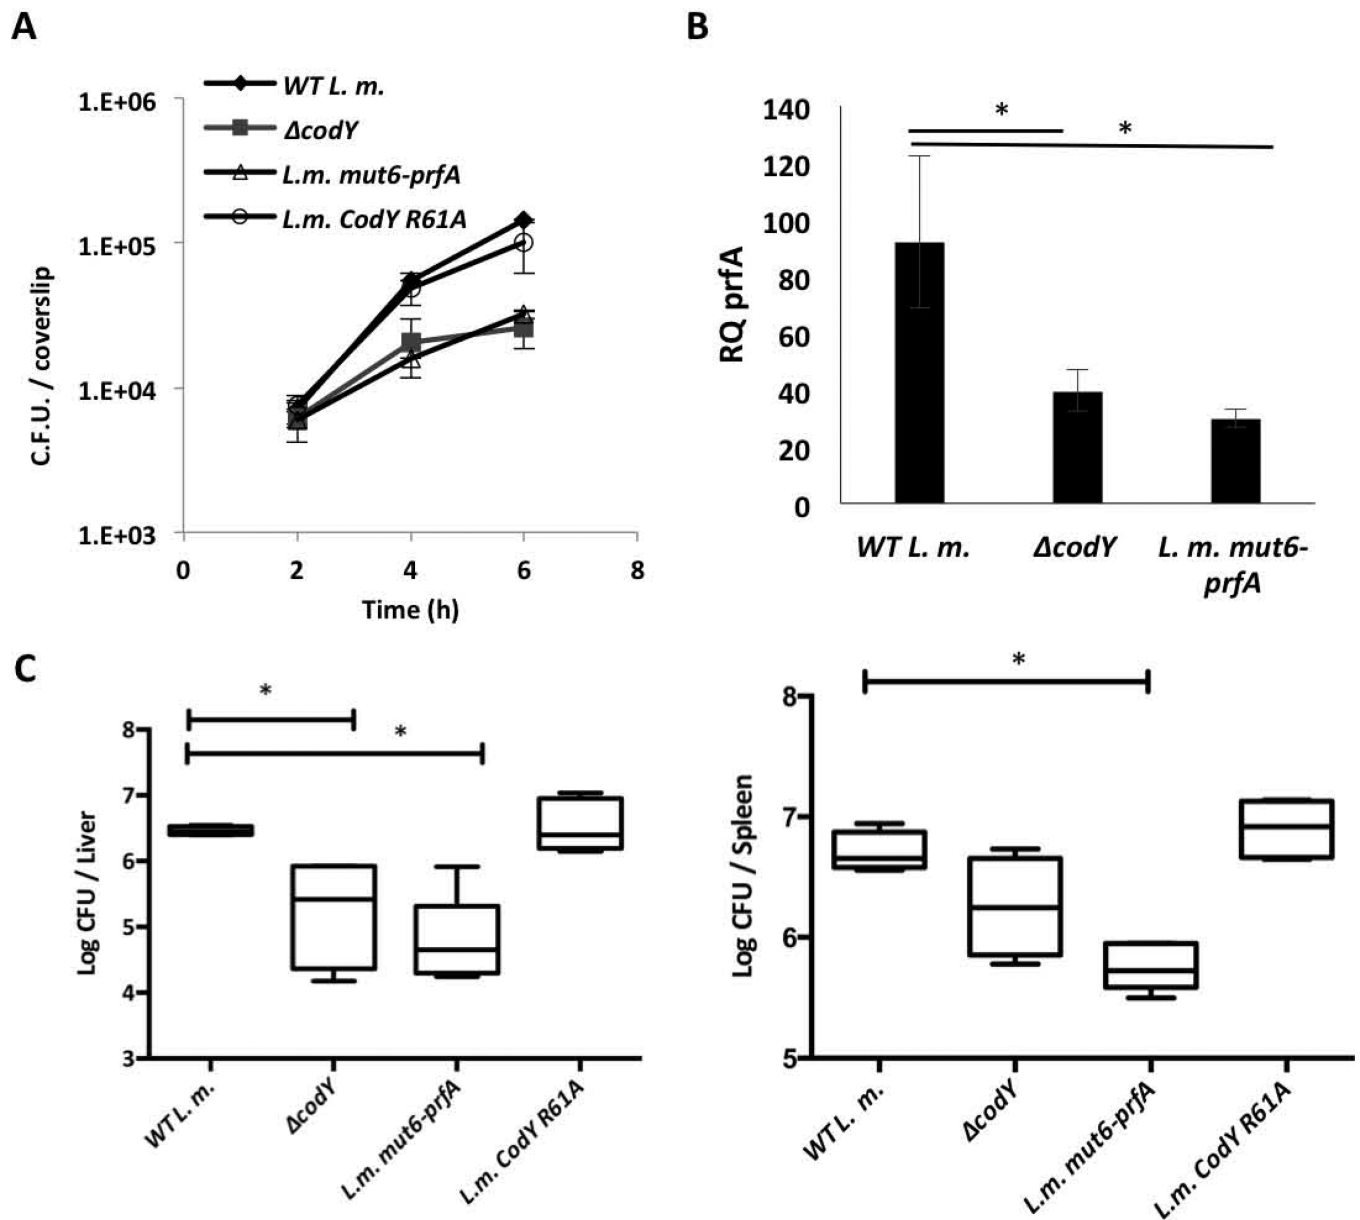 A
WT L. m.
ΔcodY
L.m. mut6-prfA
L.m. CodY R61A
1.E+06
1.E+05
1.E+04
1.E+03
C.F.U. / coverslip
0 2 4 6 8
Time (h)
B
* *
140
120
100
80
60
40
20
0
RQ prfA
WT L. m. ΔcodY L. m. mut6-
prfA
C
*
*
8
7
6
5
4
3
Log CFU / Liver
WT L. m.
ΔcodY
L.m. mut6-prfA
L.m. CodY R61A
*
8
7
6
5
Log CFU / Spleen
WT L. m.
ΔcodY
L.m. mut6-prfA
L.m. CodY R61A